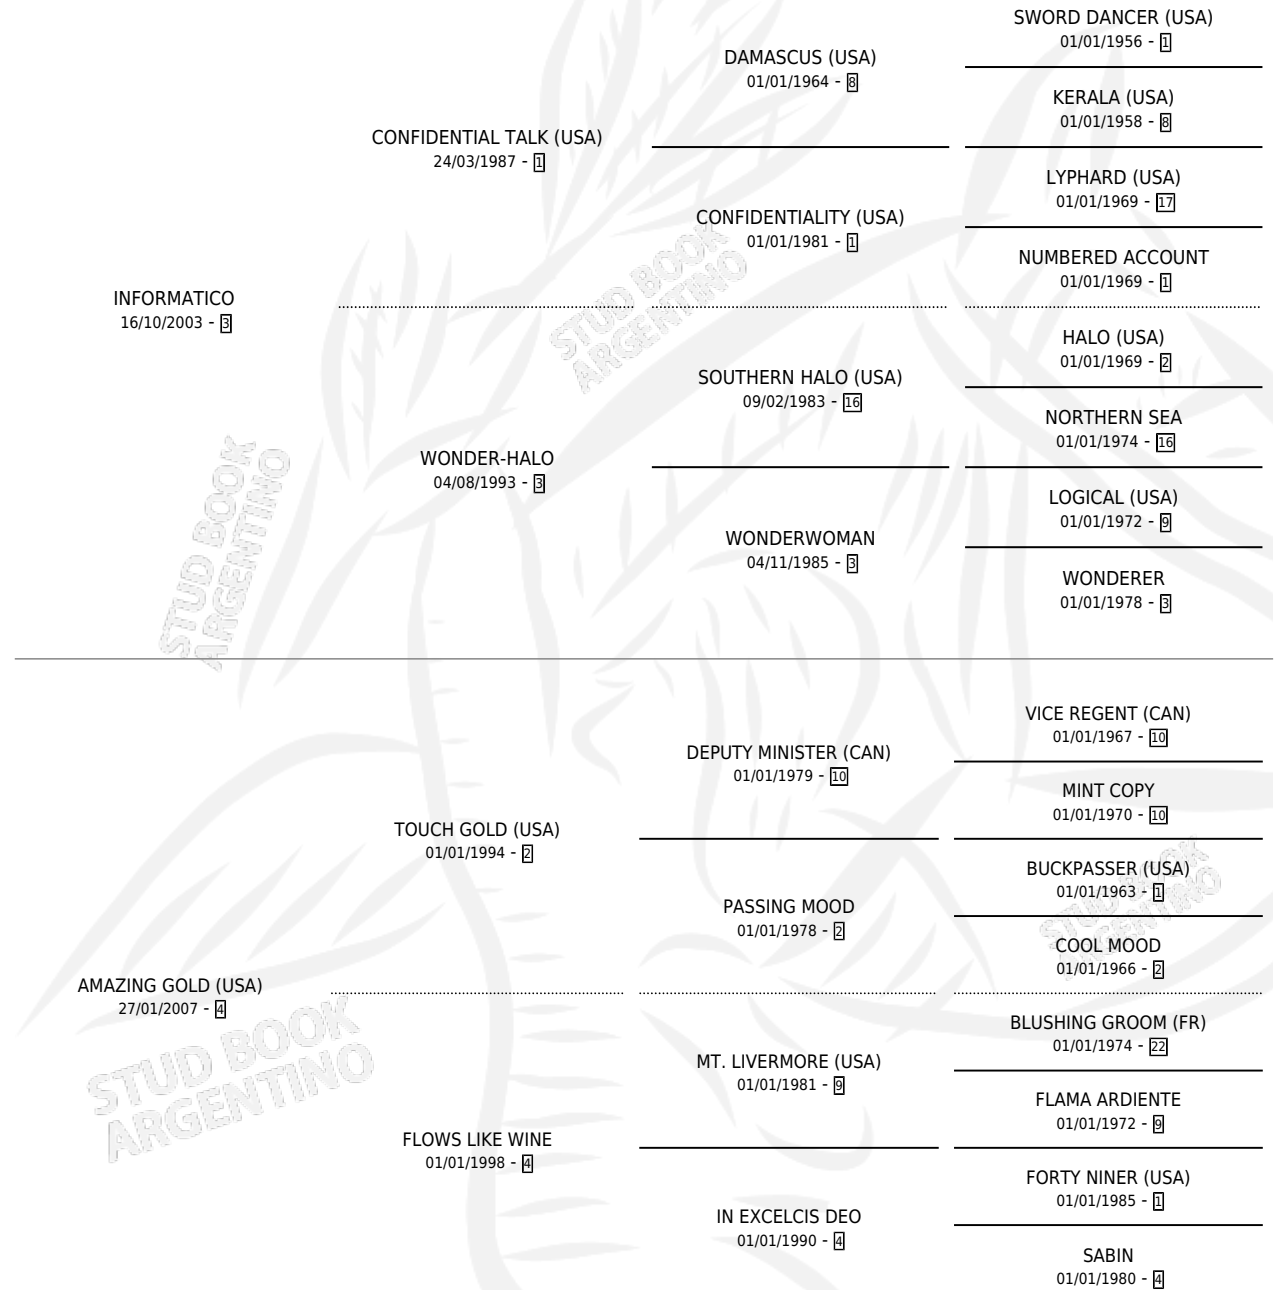 SWORD DANCER (USA)
01/01/1956 - 1
DAMASCUS (USA)
01/01/1964 - 8
KERALA (USA)
01/01/1958 - 8
CONFIDENTIAL TALK (USA)
24/03/1987 - 1
LYPHARD (USA)
01/01/1969 - 17
CONFIDENTIALITY (USA)
01/01/1981 - 1
NUMBERED ACCOUNT
01/01/1969 - 1
INFORMATICO
16/10/2003 - 3
HALO (USA)
01/01/1969 - 2
SOUTHERN HALO (USA)
09/02/1983 - 16
NORTHERN SEA
01/01/1974 - 16
WONDER-HALO
04/08/1993 - 3
LOGICAL (USA)
01/01/1972 - 9
WONDERWOMAN
04/11/1985 - 3
WONDERER
01/01/1978 - 3
VICE REGENT (CAN)
01/01/1967 - 10
DEPUTY MINISTER (CAN)
01/01/1979 - 10
MINT COPY
01/01/1970 - 10
TOUCH GOLD (USA)
01/01/1994 - 2
BUCKPASSER (USA)
01/01/1963 - 1
PASSING MOOD
01/01/1978 - 2
COOL MOOD
01/01/1966 - 2
AMAZING GOLD (USA)
27/01/2007 - 4
BLUSHING GROOM (FR)
01/01/1974 - 22
MT. LIVERMORE (USA)
01/01/1981 - 9
FLAMA ARDIENTE
01/01/1972 - 9
FLOWS LIKE WINE
01/01/1998 - 4
FORTY NINER (USA)
01/01/1985 - 1
IN EXCELCIS DEO
01/01/1990 - 4
SABIN
01/01/1980 - 4
STUD BOOK
ARGENTINO
STUD BOOK
ARGENTINO
STUD BOOK
ARGENTINO
STUD BOOK
ARGENTINO